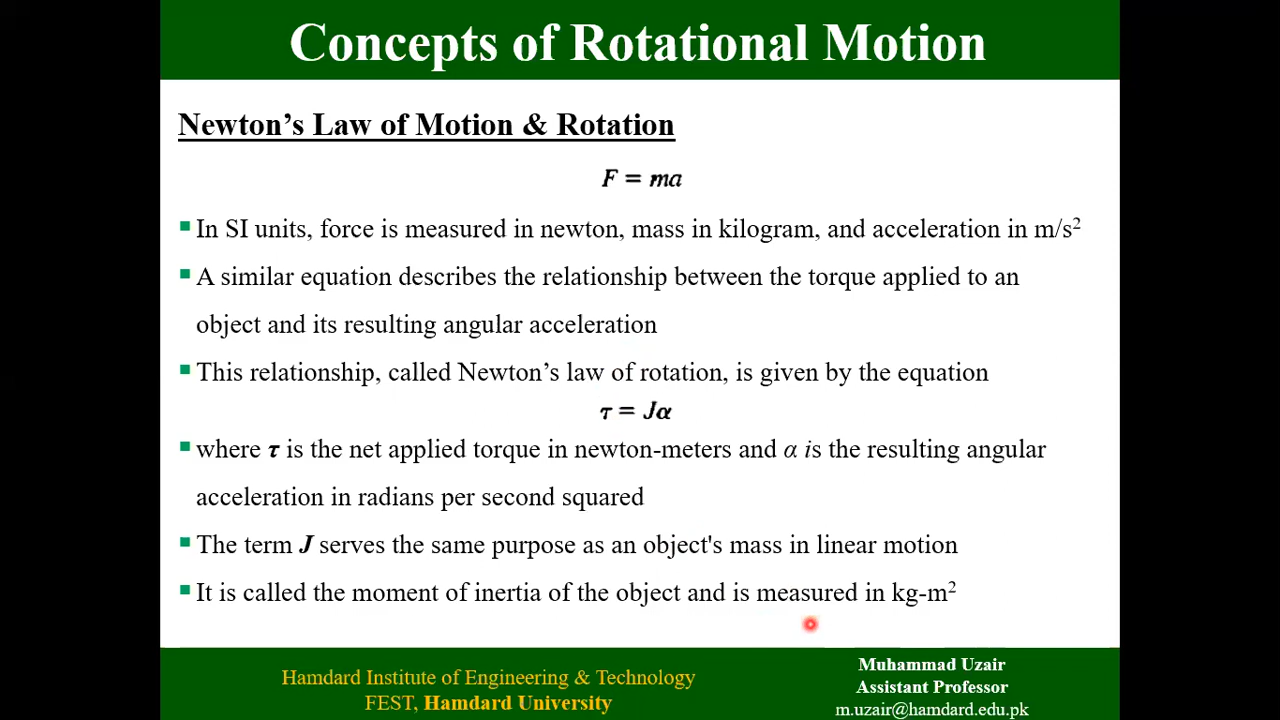 Concepts of Rotational Motion
Newton's Law of Motion & Rotation
F = ma
In SI units, force is measured in newton, mass in kilogram, and acceleration in m/s²
A similar equation describes the relationship between the torque applied to an
object and its resulting angular acceleration
This relationship, called Newton's law of rotation, is given by the equation
τ = Jα
where τ is the net applied torque in newton-meters and α is the resulting angular
acceleration in radians per second squared
The term J serves the same purpose as an object's mass in linear motion
It is called the moment of inertia of the object and is measured in kg-m²
Hamdard Institute of Engineering & Technology
FEST, Hamdard University
Muhammad Uzair
Assistant Professor
m.uzair@hamdard.edu.pk